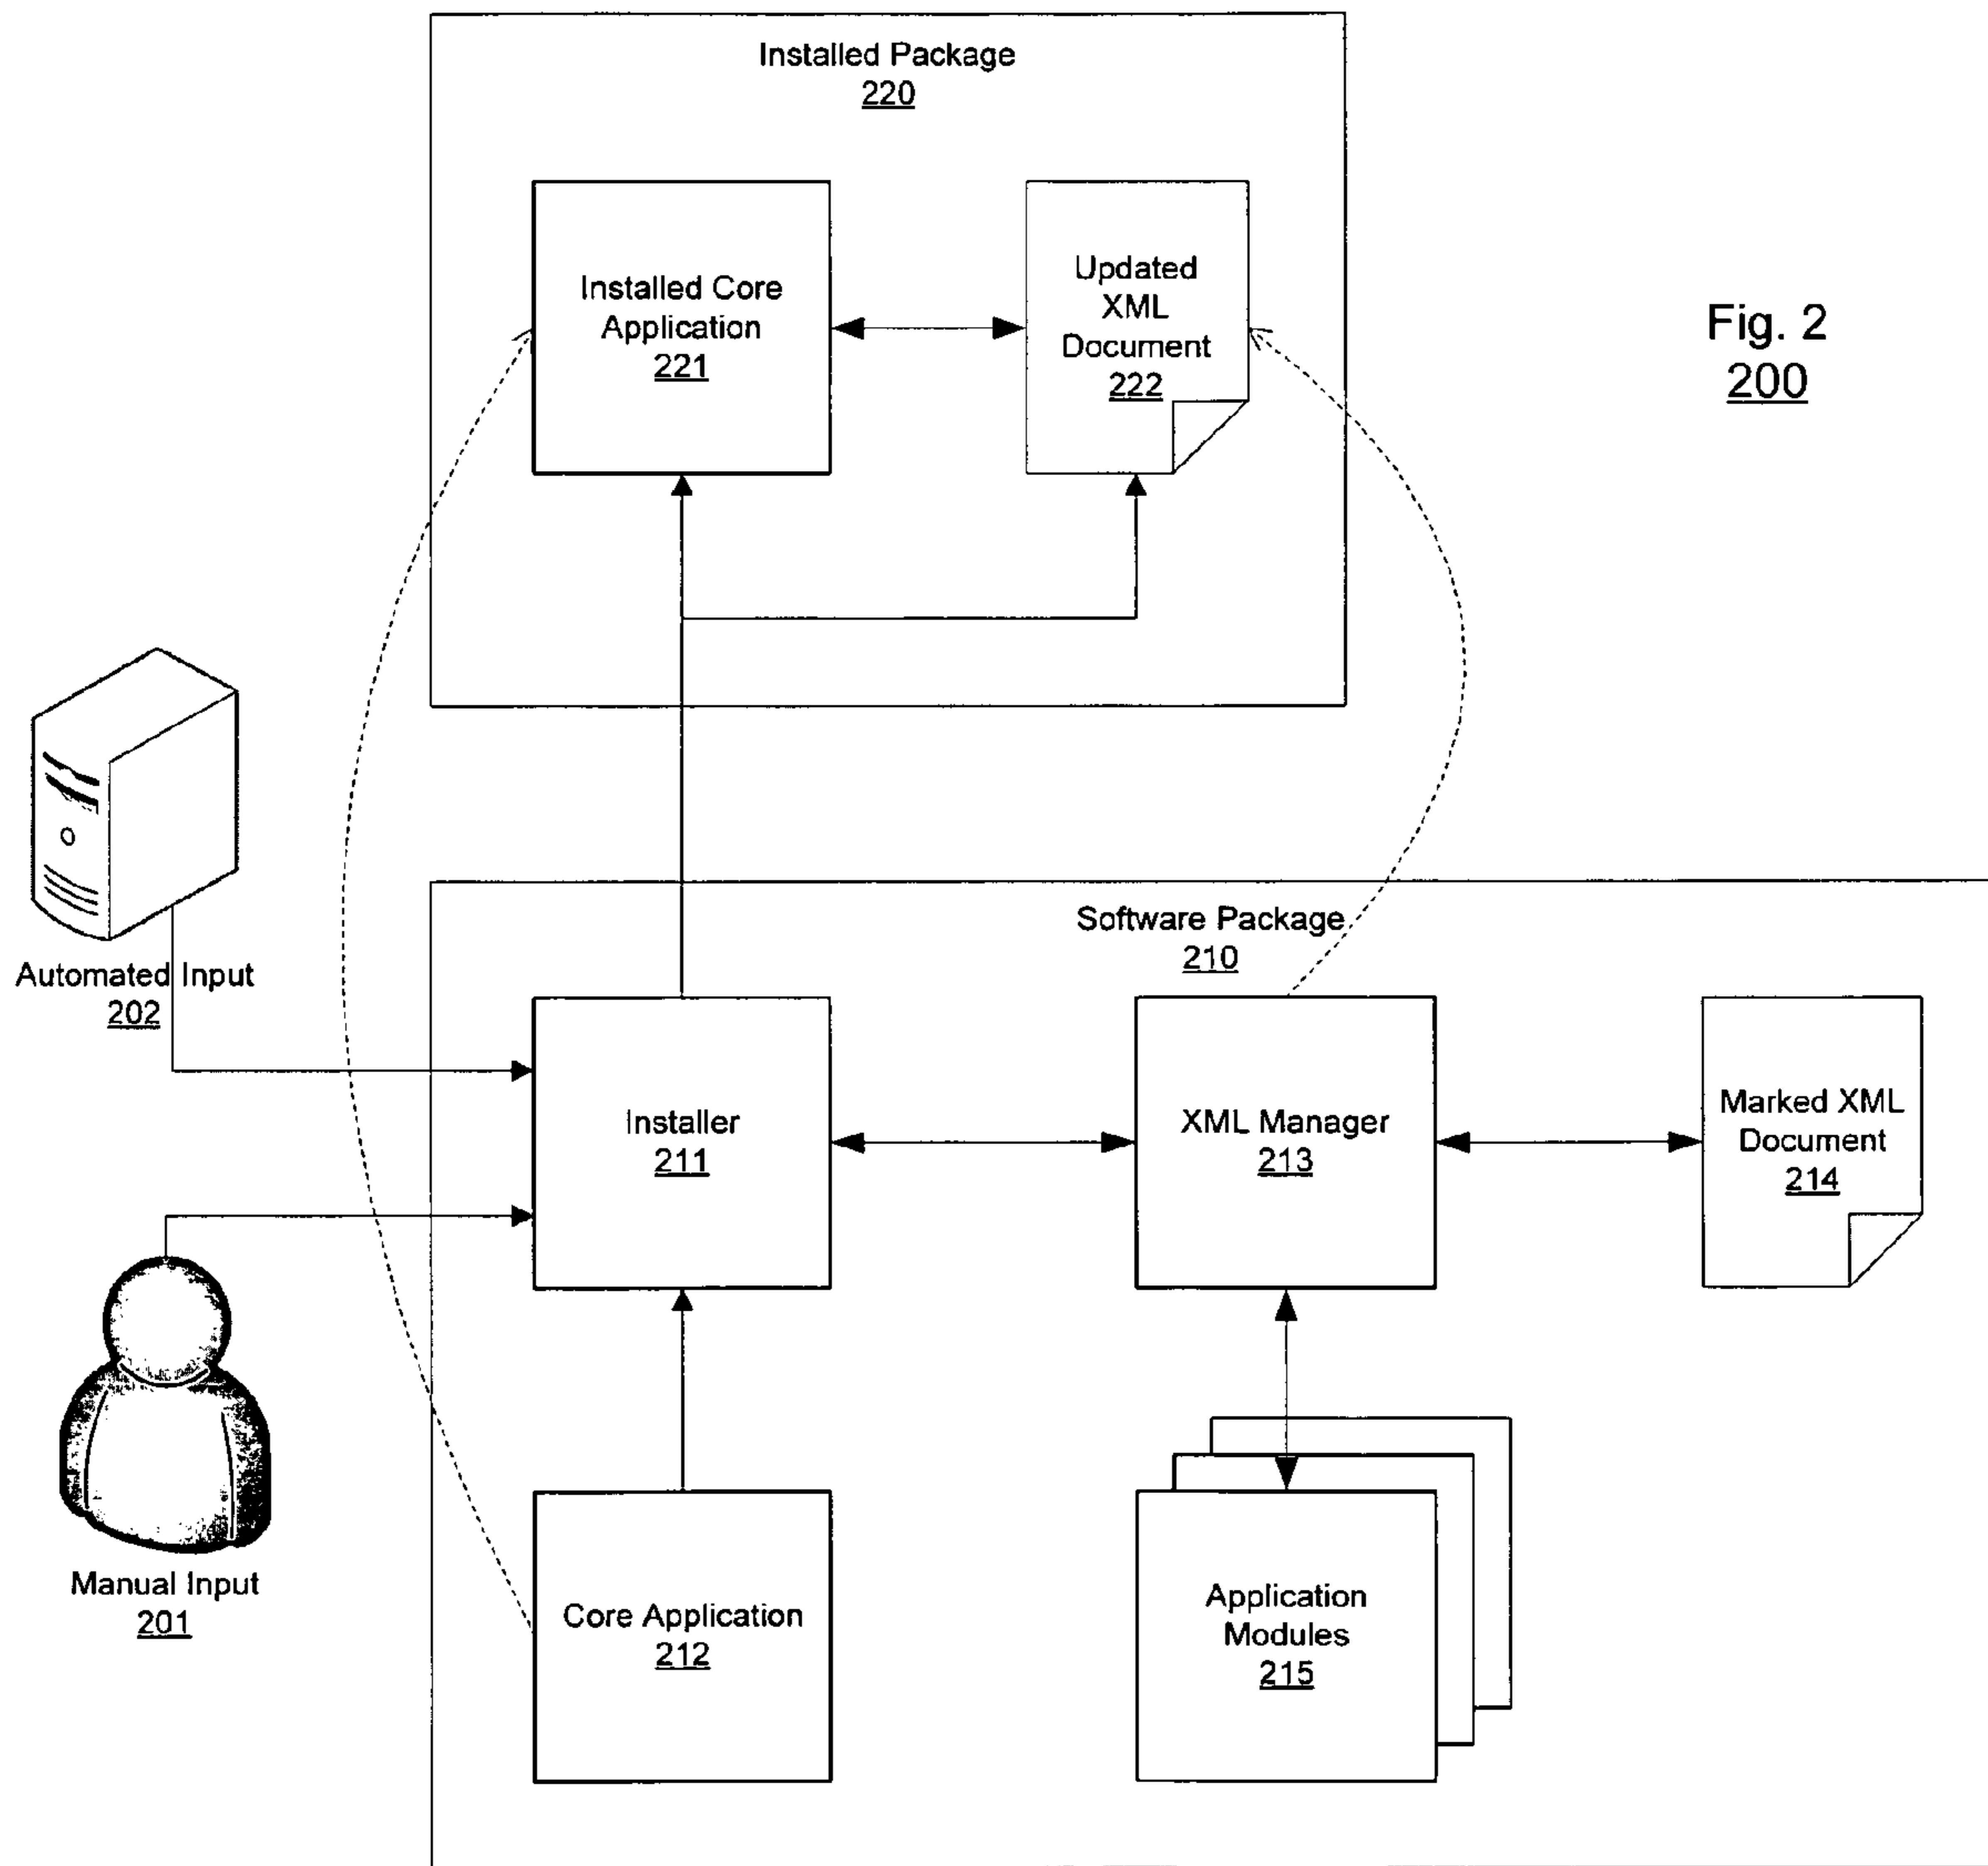 Installed Package
220
Installed Core
Application
221
Updated
XML
Document
222
Fig. 2
200
Automated Input
202
Software Package
210
Installer
211
XML Manager
213
Marked XML
Document
214
Manual Input
201
Core Application
212
Application
Modules
215